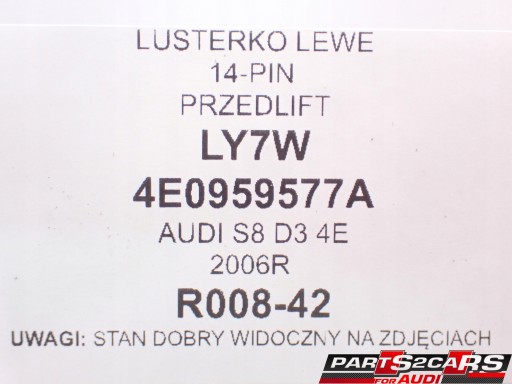 LUSTERKO LEWE
14-PIN
PRZEDLIFT
LY7W
4E0959577A
AUDI S8 D3 4E
2006R
R008-42
UWAGI: STAN DOBRY WIDOCZNY NA ZDJĘCIACH
PARTS2CARS
FOR AUDI